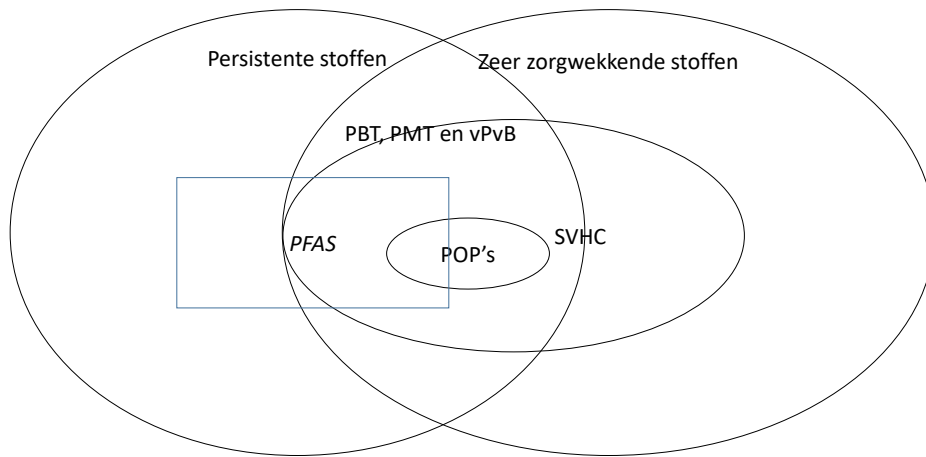 Persistente stoffen
Zeer zorgwekkende stoffen
PBT, PMT en vPvB
PFAS
POP’s
SVHC